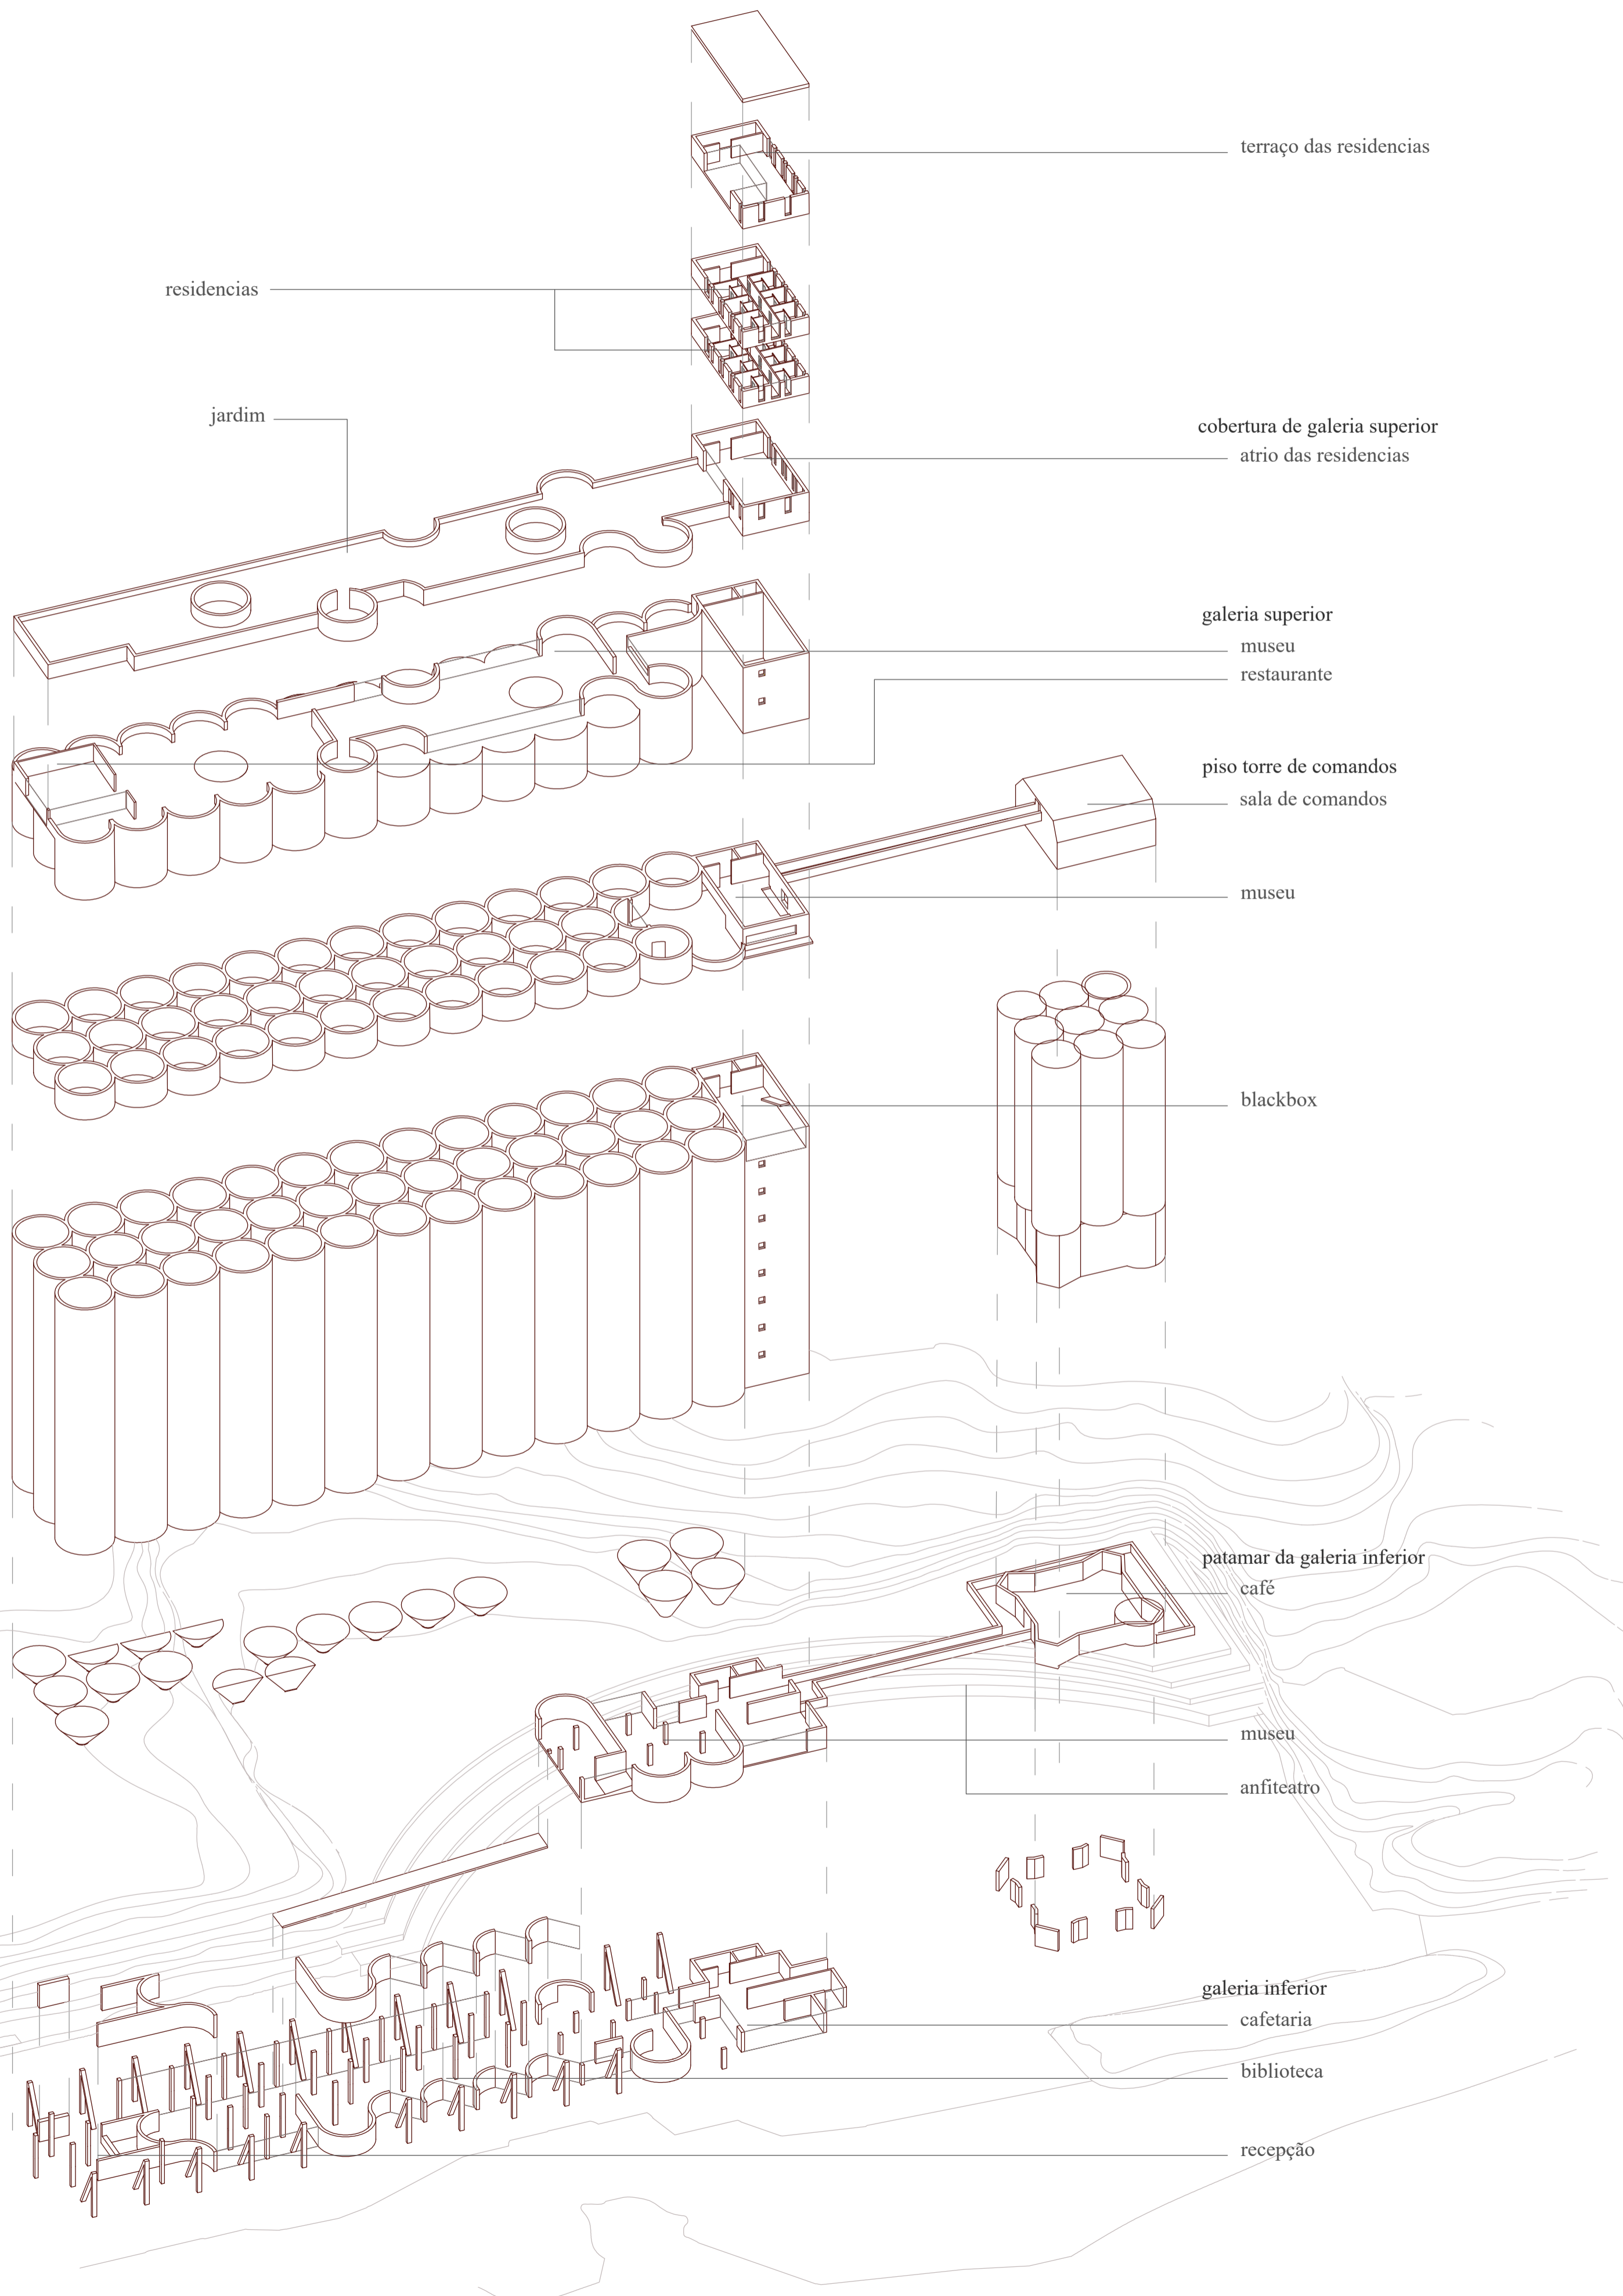 terraço das residencias
residencias
jardim
cobertura de galeria superior
atrio das residencias
galeria superior
museu
restaurante
piso torre de comandos
sala de comandos
museu
blackbox
patamar da galeria inferior
café
museu
anfiteatro
galeria inferior
cafetaria
biblioteca
recepção